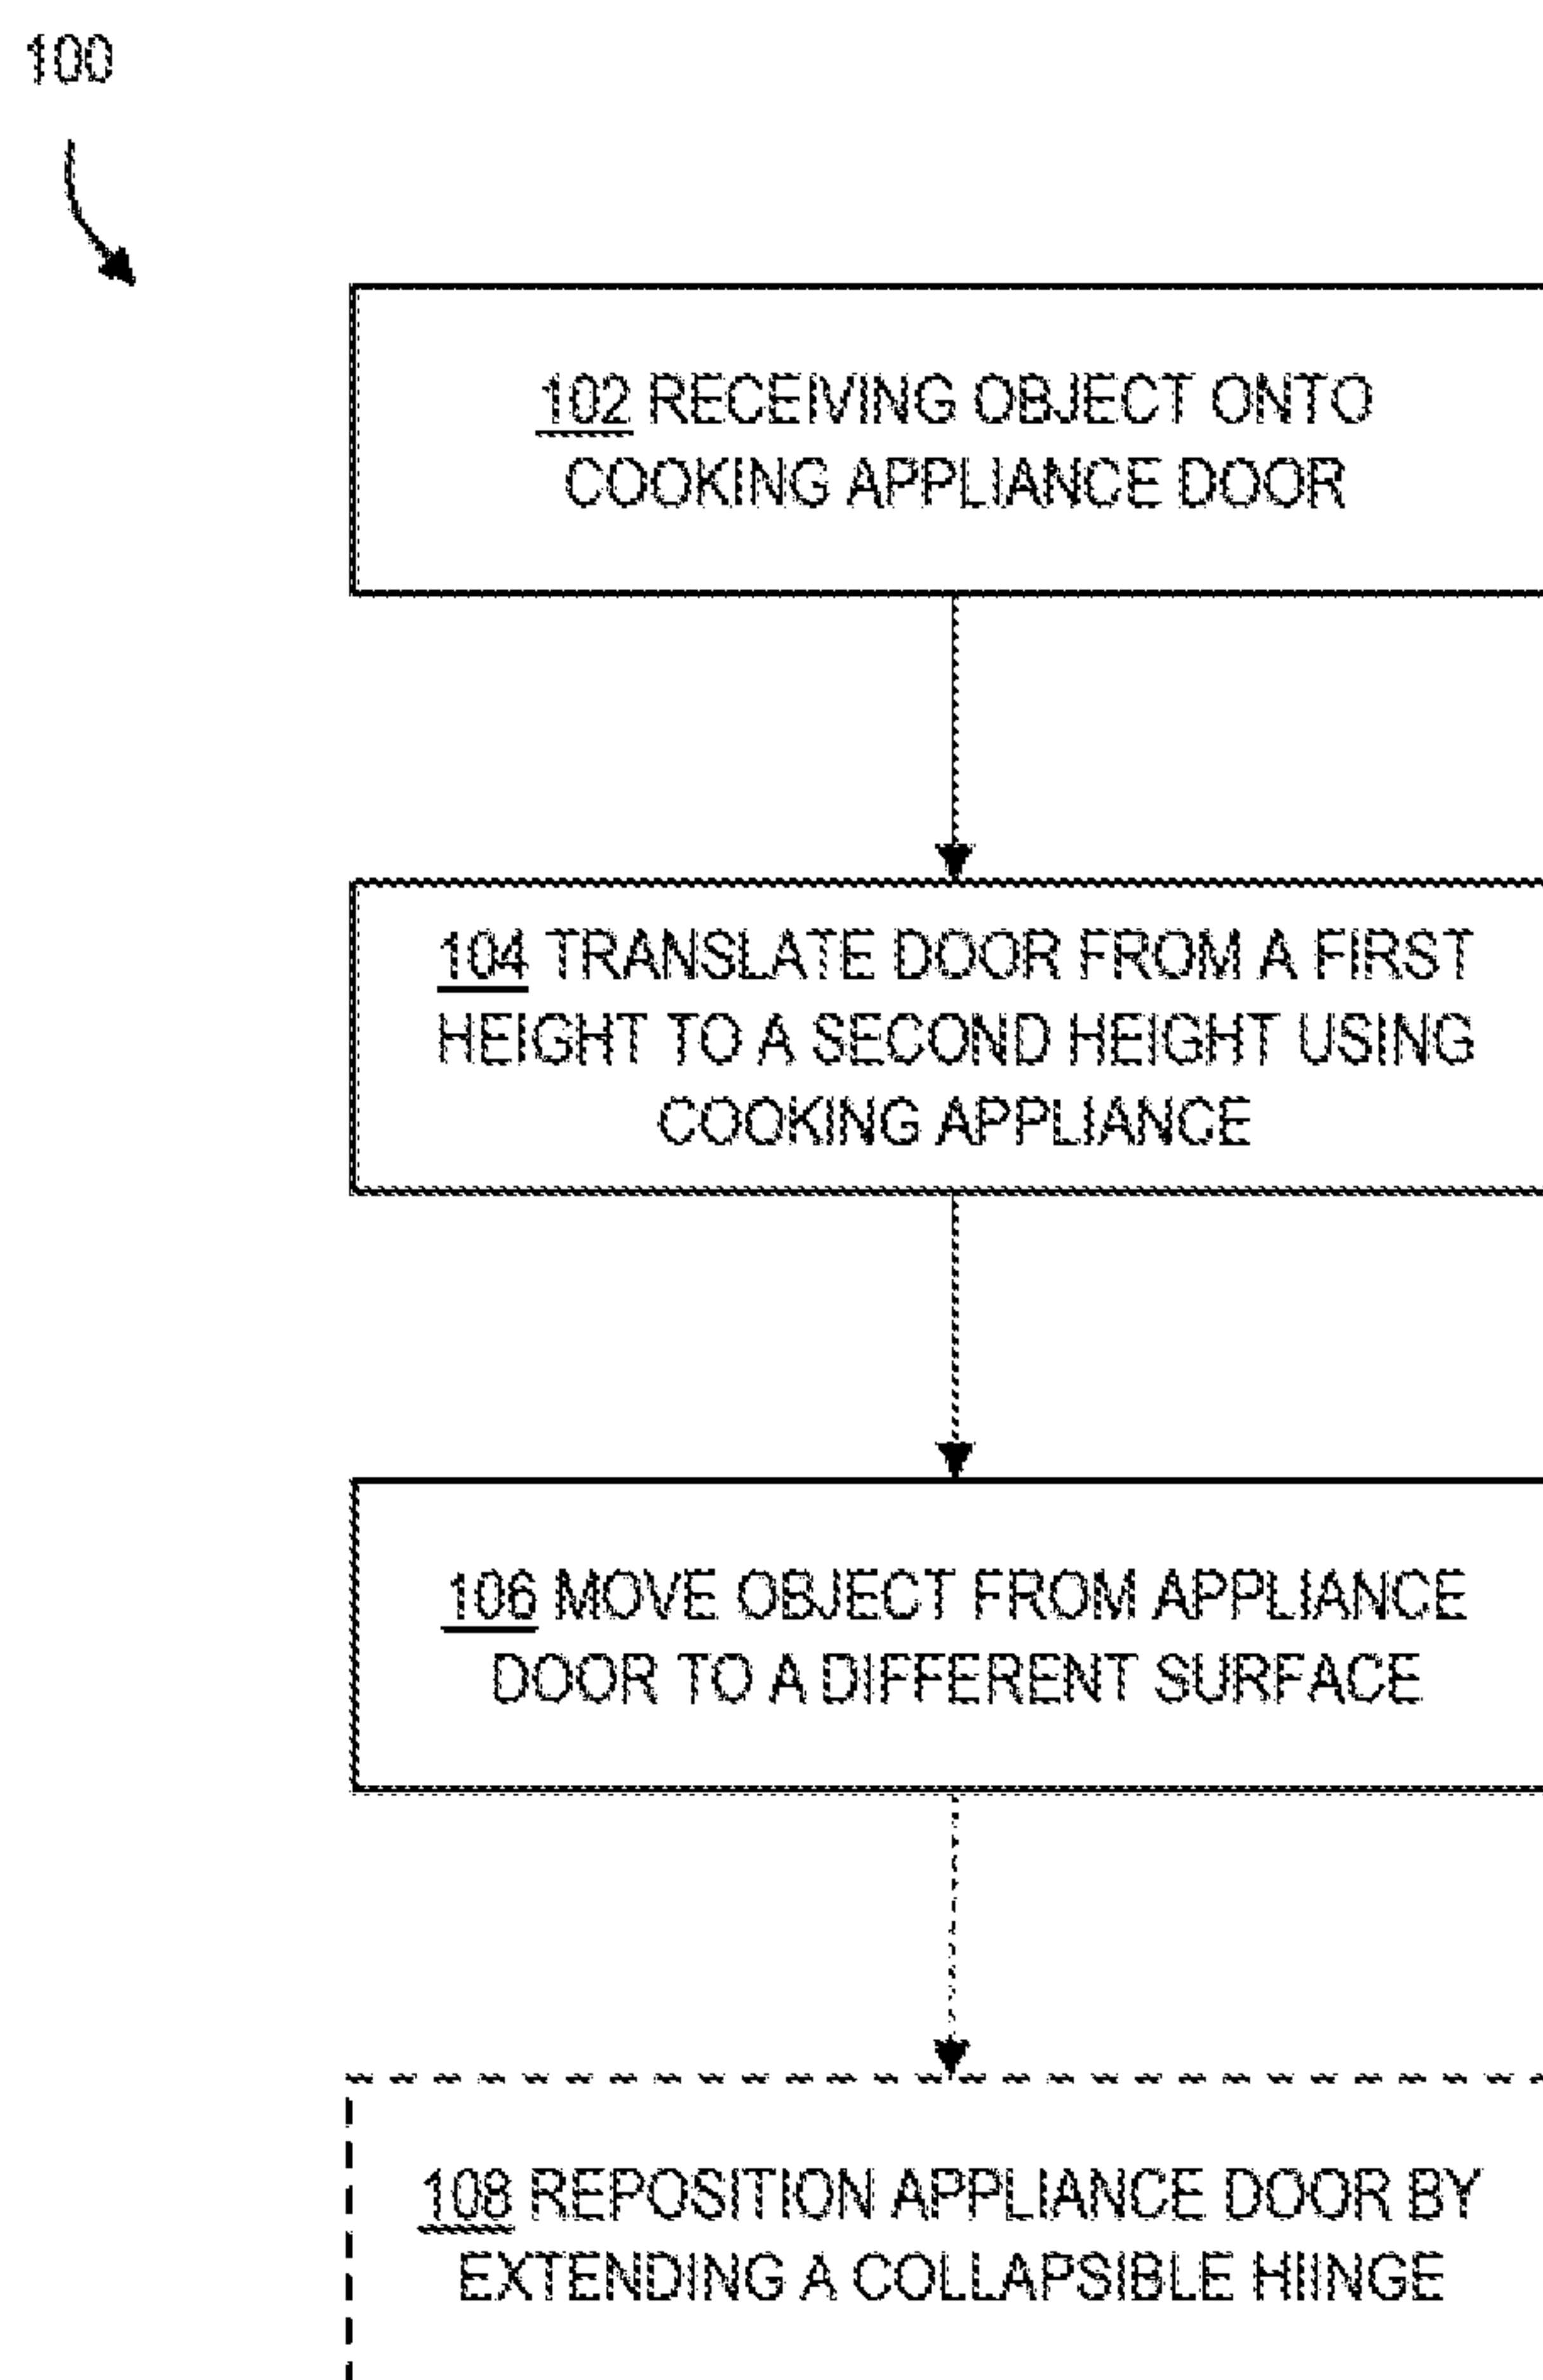 100
102 RECEIVING OBJECT ONTO
COOKING APPLIANCE DOOR
104 TRANSLATE DOOR FROM A FIRST
HEIGHT TO A SECOND HEIGHT USING
COOKING APPLIANCE
106 MOVE OBJECT FROM APPLIANCE
DOOR TO A DIFFERENT SURFACE
108 REPOSITION APPLIANCE DOOR BY
EXTENDING A COLLAPSIBLE HIINGE